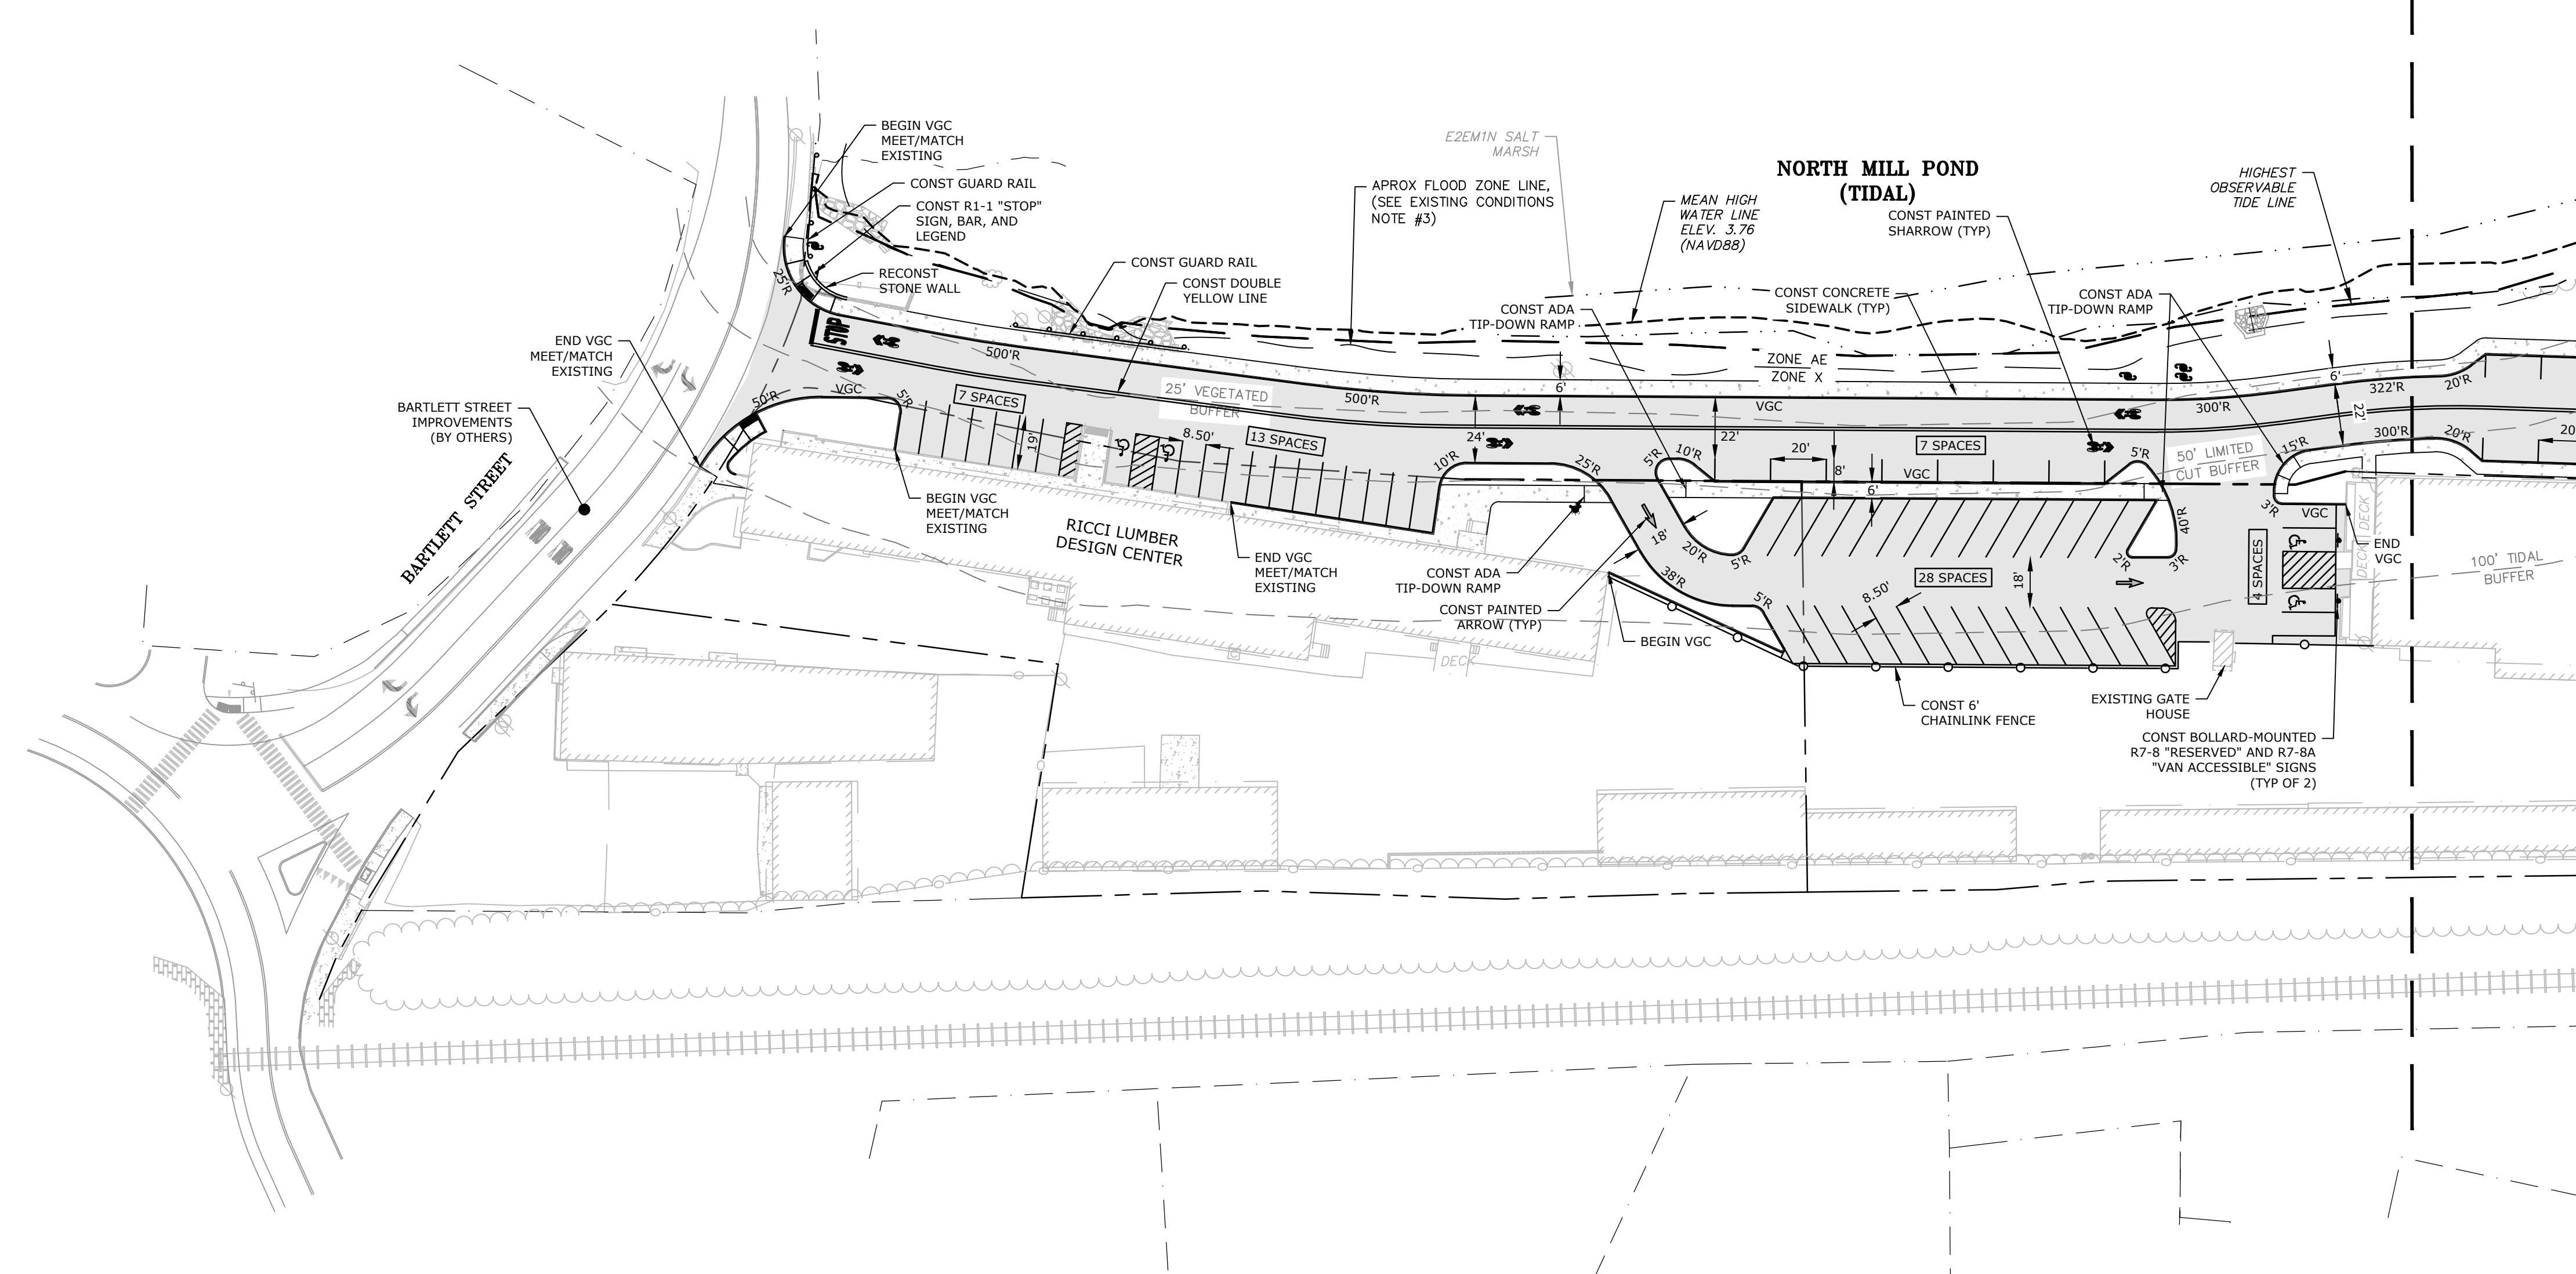 BEGIN VGC
MEET/MATCH
EXISTING
CONST GUARD RAIL
CONST R1-1 "STOP"
SIGN, BAR, AND
LEGEND
RECONST
STONE WALL
CONST GUARD RAIL
CONST DOUBLE
YELLOW LINE
APROX FLOOD ZONE LINE,
(SEE EXISTING CONDITIONS
NOTE #3)
E2EM1N SALT
MARSH
MEAN HIGH
WATER LINE
ELEV. 3.76
(NAVD88)
NORTH MILL POND
(TIDAL)
CONST PAINTED
SHARROW (TYP)
HIGHEST
OBSERVABLE
TIDE LINE
CONST ADA
TIP-DOWN RAMP
CONST CONCRETE
SIDEWALK (TYP)
CONST ADA
TIP-DOWN RAMP
END VGC
MEET/MATCH
EXISTING
BARTLETT STREET
IMPROVEMENTS
(BY OTHERS)
BARTLETT STREET
25'R
STOP
500'R
50'R
VGC
5'R
7 SPACES
19'
25' VEGETATED
BUFFER
8.50'
13 SPACES
500'R
24'
6'
ZONE AE
ZONE X
VGC
22'
10'R
25'R
5'R
10'R
20'
8'
6'
7 SPACES
VGC
5'R
300'R
50' LIMITED
CUT BUFFER
322'R
20'R
6'
22'
300'R
20'R
20
15'R
3'R
VGC
40'R
END
VGC
DECK
DECK
4 SPACES
100' TIDAL
BUFFER
BEGIN VGC
MEET/MATCH
EXISTING
RICCI LUMBER
DESIGN CENTER
END VGC
MEET/MATCH
EXISTING
CONST ADA
TIP-DOWN RAMP
CONST PAINTED
ARROW (TYP)
18'
20'R
5'R
38'R
5'R
28 SPACES
8.50'
18'
2'R
3'R
BEGIN VGC
DECK
CONST 6'
CHAINLINK FENCE
EXISTING GATE
HOUSE
CONST BOLLARD-MOUNTED
R7-8 "RESERVED" AND R7-8A
"VAN ACCESSIBLE" SIGNS
(TYP OF 2)